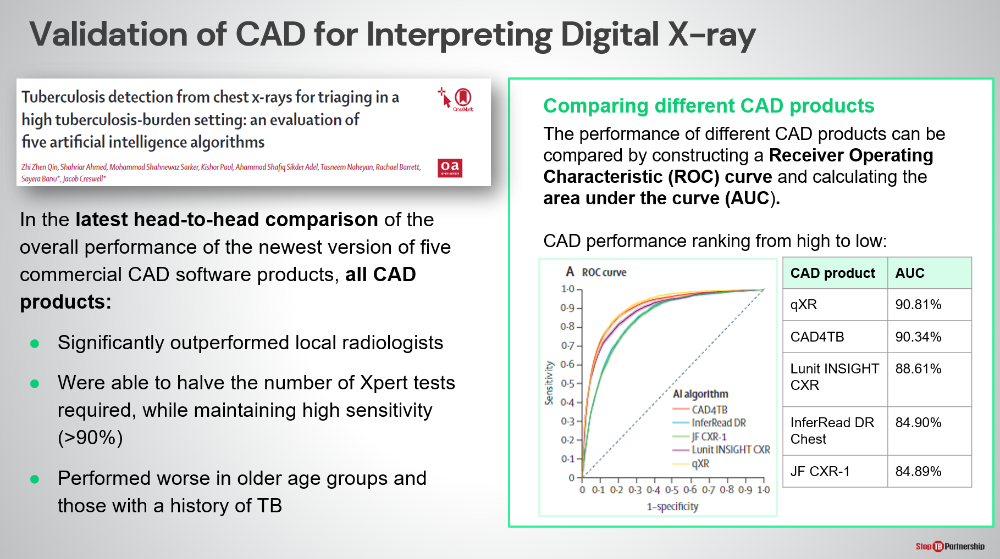 Validation of CAD for Interpreting Digital X-ray
Tuberculosis detection from chest x-rays for triaging in a
high tuberculosis-burden setting: an evaluation of
five artificial intelligence algorithms
CrossMark
Zhi Zhen Qin, Shahriar Ahmed, Mohammad Shahnewaz Sarker, Kishor Paul, Ahammad Shafiq Sikder Adel, Tasneem Naheyan, Rachael Barrett,
Sayera Banu*, Jacob Creswell*
oa
OPEN ACCESS
In the latest head-to-head comparison of the
overall performance of the newest version of five
commercial CAD software products, all CAD
products:
● Significantly outperformed local radiologists
● Were able to halve the number of Xpert tests
required, while maintaining high sensitivity
(>90%)
● Performed worse in older age groups and
those with a history of TB
Comparing different CAD products
The performance of different CAD products can be
compared by constructing a Receiver Operating
Characteristic (ROC) curve and calculating the
area under the curve (AUC).
CAD performance ranking from high to low:
A ROC curve
1·0
0·9
0·8
0·7
0·6
0·5
0·4
0·3
0·2
0·1
0
Sensitivity
AI algorithm
CAD4TB
InferRead DR
JF CXR-1
Lunit INSIGHT CXR
qXR
0 0·1 0·2 0·3 0·4 0·5 0·6 0·7 0·8 0·9 1·0
1–specificity
CAD product AUC
qXR 90.81%
CAD4TB 90.34%
Lunit INSIGHT 88.61%
CXR
InferRead DR 84.90%
Chest
JF CXR-1 84.89%
Stop TB Partnership